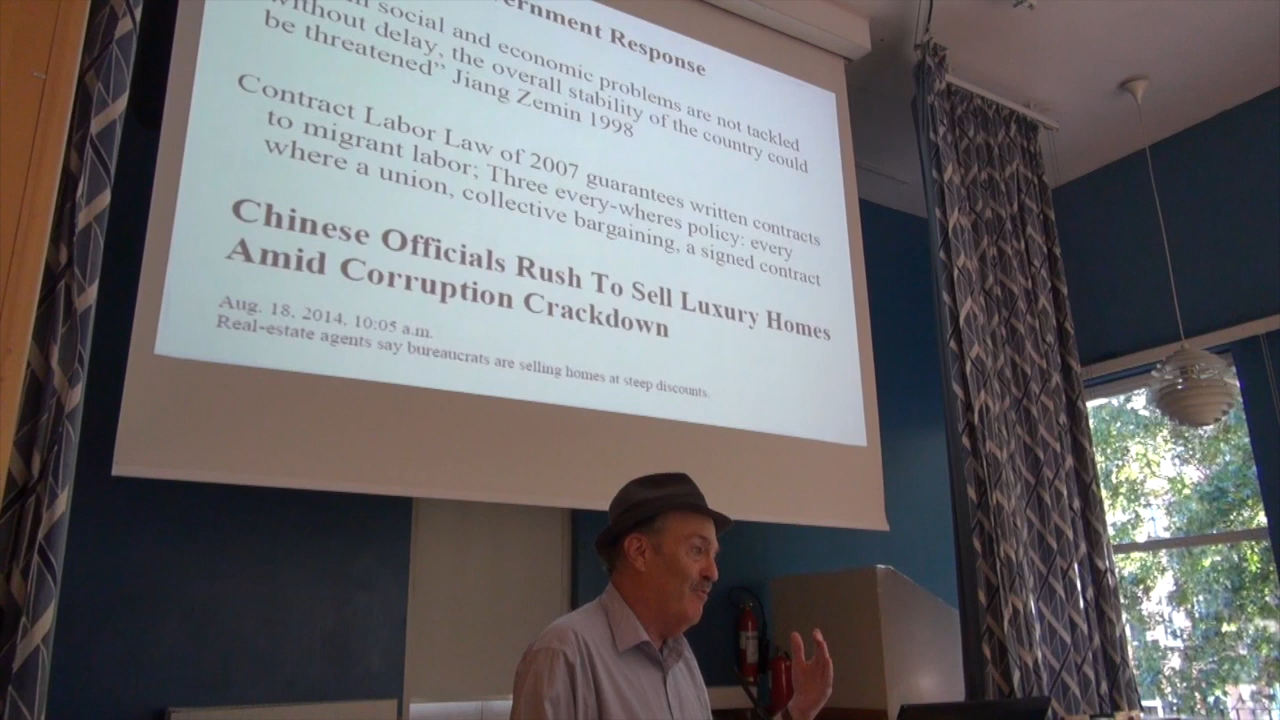 ernment Response
social and economic problems are not tackled
without delay, the overall stability of the country could
be threatened” Jiang Zemin 1998
Contract Labor Law of 2007 guarantees written contracts
to migrant labor; Three every-wheres policy: every
where a union, collective bargaining, a signed contract
Chinese Officials Rush To Sell Luxury Homes
Amid Corruption Crackdown
Aug. 18, 2014, 10:05 a.m.
Real-estate agents say bureaucrats are selling homes at steep discounts.